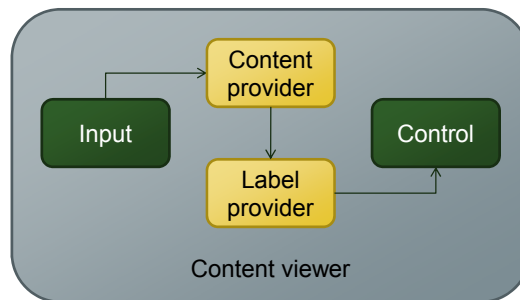 Content
provider
Input
Control
Label
provider
Content viewer